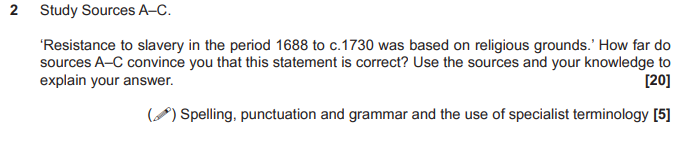 2 Study Sources A–C.
‘Resistance to slavery in the period 1688 to c.1730 was based on religious grounds.’ How far do
sources A–C convince you that this statement is correct? Use the sources and your knowledge to
explain your answer. [20]
(✎) Spelling, punctuation and grammar and the use of specialist terminology [5]